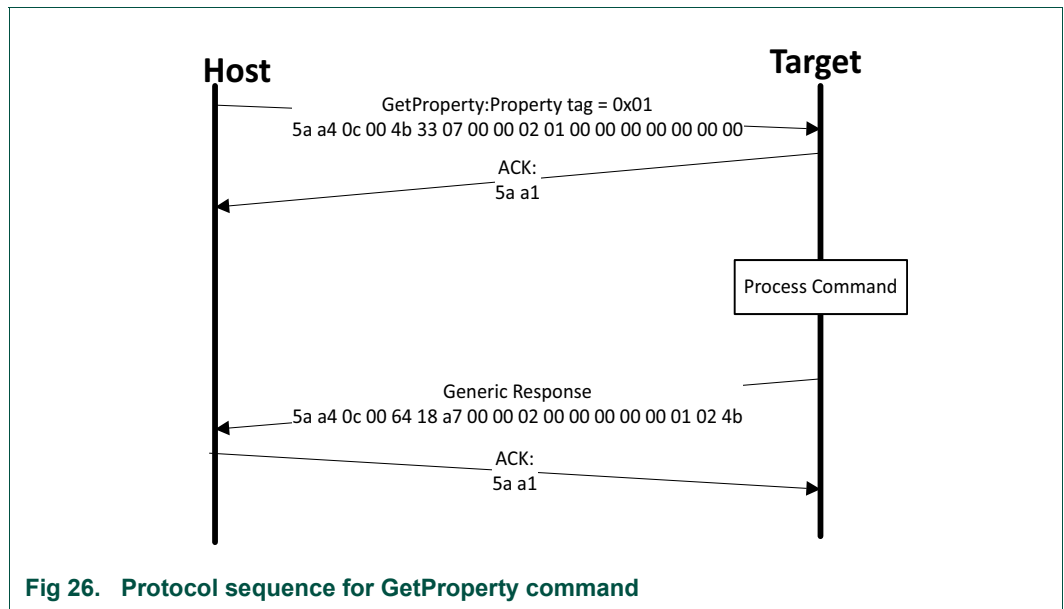 Host
Target
GetProperty:Property tag = 0x01
5a a4 0c 00 4b 33 07 00 00 02 01 00 00 00 00 00 00 00
ACK:
5a a1
Process Command
Generic Response
5a a4 0c 00 64 18 a7 00 00 02 00 00 00 00 00 01 02 4b
ACK:
5a a1
Fig 26. Protocol sequence for GetProperty command